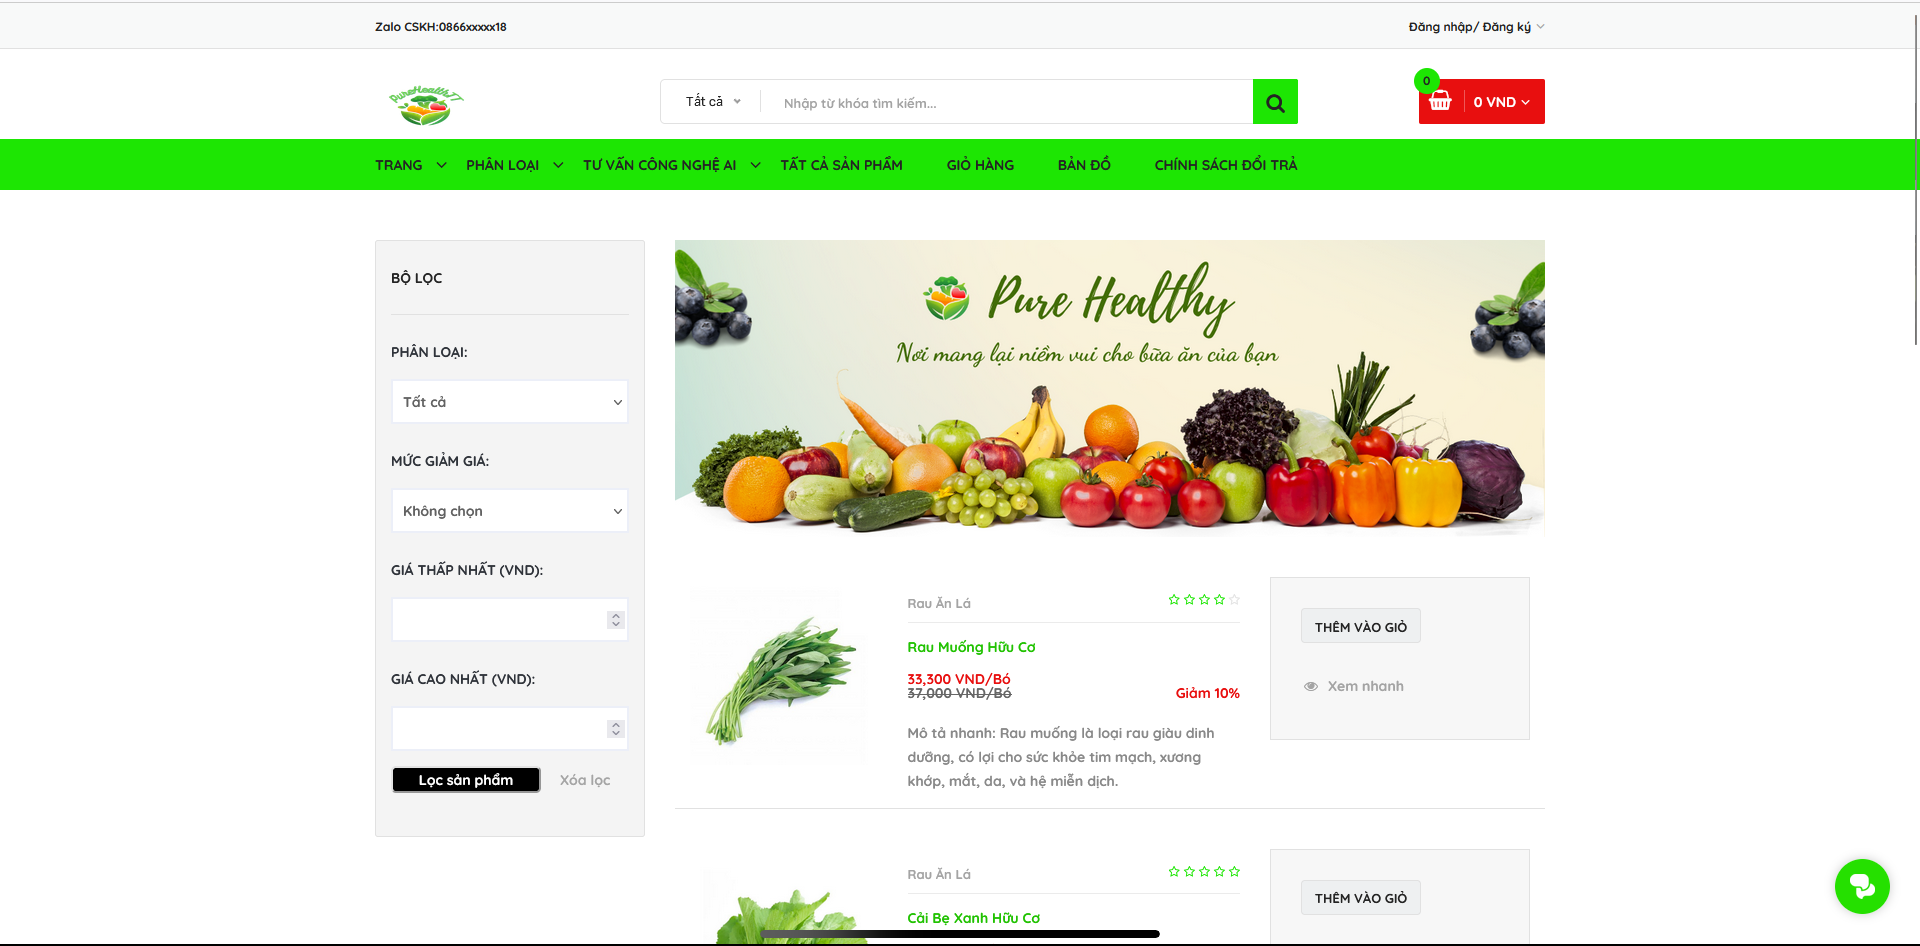 Zalo CSKH:0866xxxxx18
Đăng nhập/ Đăng ký
PureHealthyTT
Tất cả
Nhập từ khóa tìm kiếm...
0
0 VND
TRANG
PHÂN LOẠI
TƯ VẤN CÔNG NGHỆ AI
TẤT CẢ SẢN PHẨM
GIỎ HÀNG
BẢN ĐỒ
CHÍNH SÁCH ĐỔI TRẢ
BỘ LỌC
PHÂN LOẠI:
Tất cả
MỨC GIẢM GIÁ:
Không chọn
GIÁ THẤP NHẤT (VND):
GIÁ CAO NHẤT (VND):
Lọc sản phẩm
Xóa lọc
Pure Healthy
Nơi mang lại niềm vui cho bữa ăn của bạn
Rau Ăn Lá
Rau Muống Hữu Cơ
33,300 VND/Bó
37,000 VND/Bó
Giảm 10%
Mô tả nhanh: Rau muống là loại rau giàu dinh
dưỡng, có lợi cho sức khỏe tim mạch, xương
khớp, mắt, da, và hệ miễn dịch.
THÊM VÀO GIỎ
Xem nhanh
Rau Ăn Lá
Cải Bẹ Xanh Hữu Cơ
THÊM VÀO GIỎ